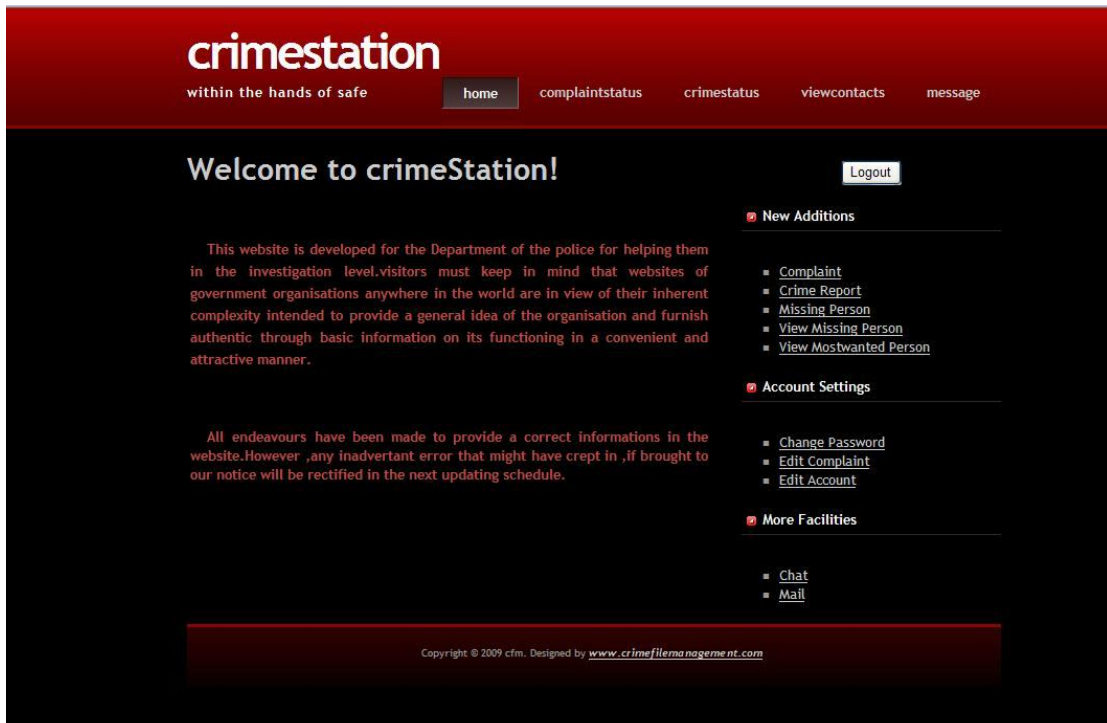 crimestation
within the hands of safe
home complaintstatus crimestatus viewcontacts message
Welcome to crimeStation!
This website is developed for the Department of the police for helping them
in the investigation level.visitors must keep in mind that websites of
government organisations anywhere in the world are in view of their inherent
complexity intended to provide a general idea of the organisation and furnish
authentic through basic information on its functioning in a convenient and
attractive manner.
All endeavours have been made to provide a correct informations in the
website.However ,any inadvertant error that might have crept in ,if brought to
our notice will be rectified in the next updating schedule.
Logout
New Additions
Complaint
Crime Report
Missing Person
View Missing Person
View Mostwanted Person
Account Settings
Change Password
Edit Complaint
Edit Account
More Facilities
Chat
Mail
Copyright © 2009 cfm. Designed by www.crimefilemanagement.com